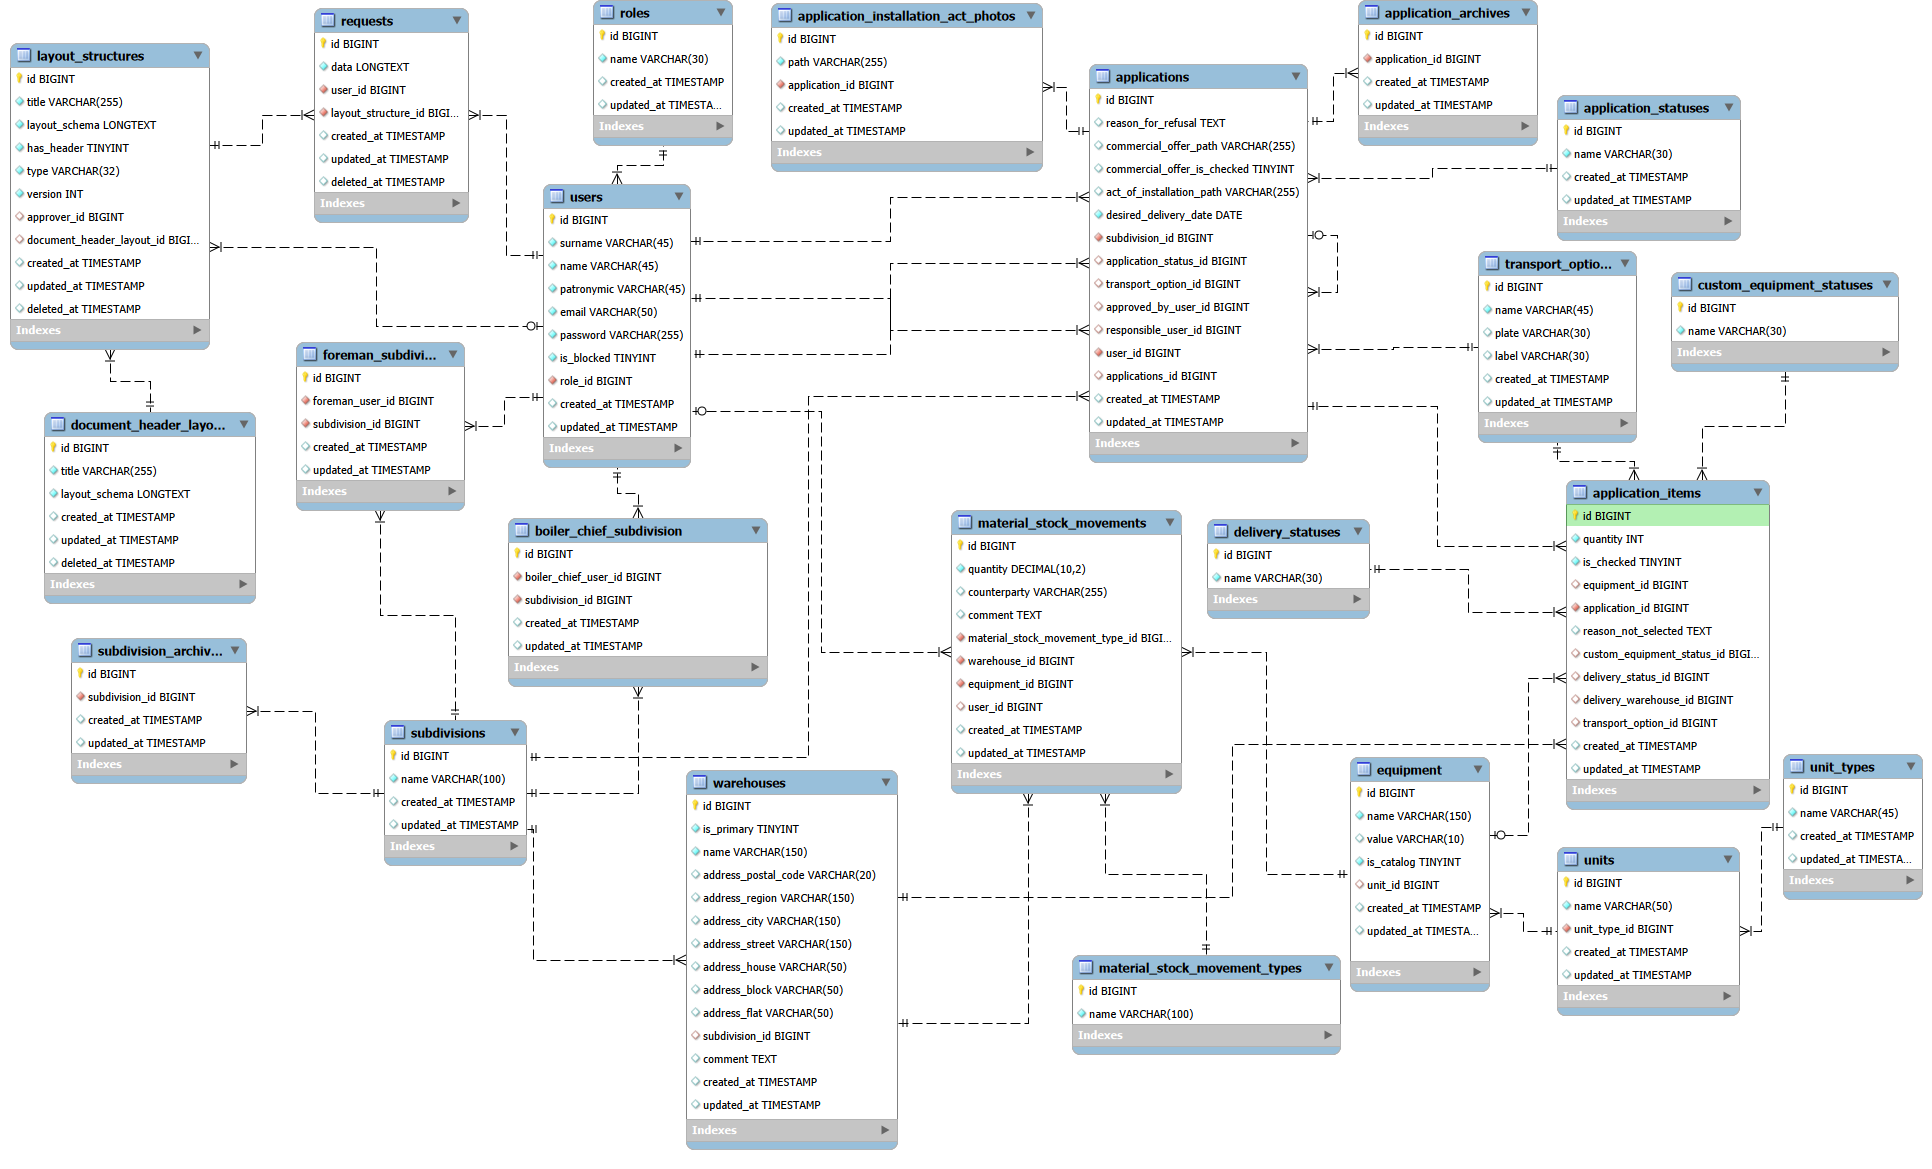 layout_structures
id BIGINT
title VARCHAR(255)
layout_schema LONGTEXT
has_header TINYINT
type VARCHAR(32)
version INT
approver_id BIGINT
document_header_layout_id BIGI...
created_at TIMESTAMP
updated_at TIMESTAMP
deleted_at TIMESTAMP
Indexes
requests
id BIGINT
data LONGTEXT
user_id BIGINT
layout_structure_id BIGI...
created_at TIMESTAMP
updated_at TIMESTAMP
deleted_at TIMESTAMP
Indexes
roles
id BIGINT
name VARCHAR(30)
created_at TIMESTAMP
updated_at TIMESTA...
Indexes
application_installation_act_photos
id BIGINT
path VARCHAR(255)
application_id BIGINT
created_at TIMESTAMP
updated_at TIMESTAMP
Indexes
applications
id BIGINT
reason_for_refusal TEXT
commercial_offer_path VARCHAR(255)
commercial_offer_is_checked TINYINT
act_of_installation_path VARCHAR(255)
desired_delivery_date DATE
subdivision_id BIGINT
application_status_id BIGINT
transport_option_id BIGINT
approved_by_user_id BIGINT
responsible_user_id BIGINT
user_id BIGINT
applications_id BIGINT
created_at TIMESTAMP
updated_at TIMESTAMP
Indexes
application_archives
id BIGINT
application_id BIGINT
created_at TIMESTAMP
updated_at TIMESTAMP
Indexes
application_statuses
id BIGINT
name VARCHAR(30)
created_at TIMESTAMP
updated_at TIMESTAMP
Indexes
users
id BIGINT
surname VARCHAR(45)
name VARCHAR(45)
patronymic VARCHAR(45)
email VARCHAR(50)
password VARCHAR(255)
is_blocked TINYINT
role_id BIGINT
created_at TIMESTAMP
updated_at TIMESTAMP
Indexes
transport_optio...
id BIGINT
name VARCHAR(45)
plate VARCHAR(30)
label VARCHAR(30)
created_at TIMESTAMP
updated_at TIMESTAMP
Indexes
custom_equipment_statuses
id BIGINT
name VARCHAR(30)
Indexes
foreman_subdivi...
id BIGINT
foreman_user_id BIGINT
subdivision_id BIGINT
created_at TIMESTAMP
updated_at TIMESTAMP
Indexes
document_header_layo...
id BIGINT
title VARCHAR(255)
layout_schema LONGTEXT
created_at TIMESTAMP
updated_at TIMESTAMP
deleted_at TIMESTAMP
Indexes
boiler_chief_subdivision
id BIGINT
boiler_chief_user_id BIGINT
subdivision_id BIGINT
created_at TIMESTAMP
updated_at TIMESTAMP
Indexes
material_stock_movements
id BIGINT
quantity DECIMAL(10,2)
counterparty VARCHAR(255)
comment TEXT
material_stock_movement_type_id BIGI...
warehouse_id BIGINT
equipment_id BIGINT
user_id BIGINT
created_at TIMESTAMP
updated_at TIMESTAMP
Indexes
delivery_statuses
id BIGINT
name VARCHAR(30)
Indexes
application_items
id BIGINT
quantity INT
is_checked TINYINT
equipment_id BIGINT
application_id BIGINT
reason_not_selected TEXT
custom_equipment_status_id BIGI...
delivery_status_id BIGINT
delivery_warehouse_id BIGINT
transport_option_id BIGINT
created_at TIMESTAMP
updated_at TIMESTAMP
Indexes
subdivision_archiv...
id BIGINT
subdivision_id BIGINT
created_at TIMESTAMP
updated_at TIMESTAMP
Indexes
subdivisions
id BIGINT
name VARCHAR(100)
created_at TIMESTAMP
updated_at TIMESTAMP
Indexes
warehouses
id BIGINT
is_primary TINYINT
name VARCHAR(150)
address_postal_code VARCHAR(20)
address_region VARCHAR(150)
address_city VARCHAR(150)
address_street VARCHAR(150)
address_house VARCHAR(50)
address_block VARCHAR(50)
address_flat VARCHAR(50)
subdivision_id BIGINT
comment TEXT
created_at TIMESTAMP
updated_at TIMESTAMP
Indexes
equipment
id BIGINT
name VARCHAR(150)
value VARCHAR(10)
is_catalog TINYINT
unit_id BIGINT
created_at TIMESTAMP
updated_at TIMESTA...
Indexes
unit_types
id BIGINT
name VARCHAR(45)
created_at TIMESTAMP
updated_at TIMESTA...
Indexes
units
id BIGINT
name VARCHAR(50)
unit_type_id BIGINT
created_at TIMESTAMP
updated_at TIMESTAMP
Indexes
material_stock_movement_types
id BIGINT
name VARCHAR(100)
Indexes